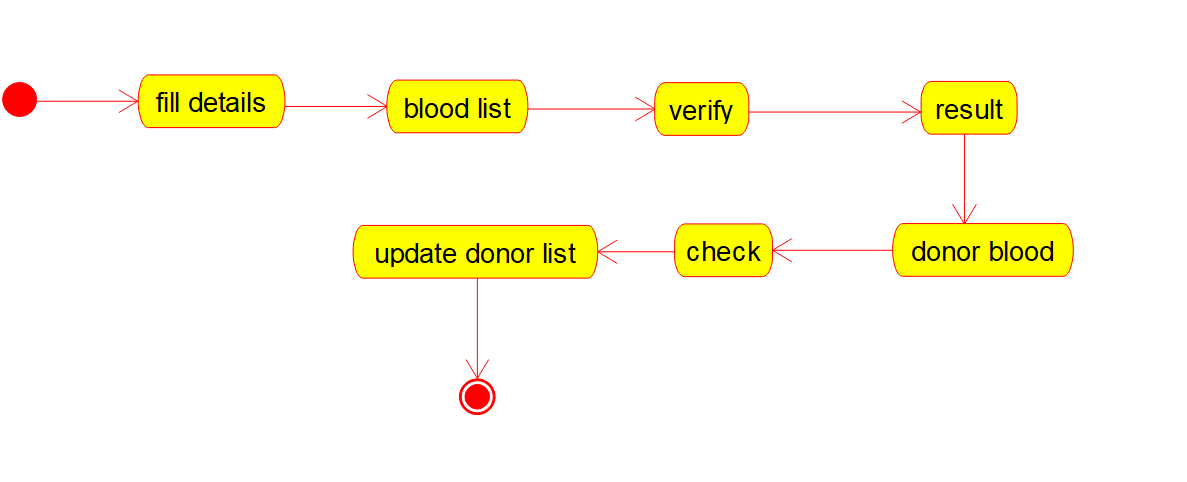 fill details
blood list
verify
result
donor blood
check
update donor list